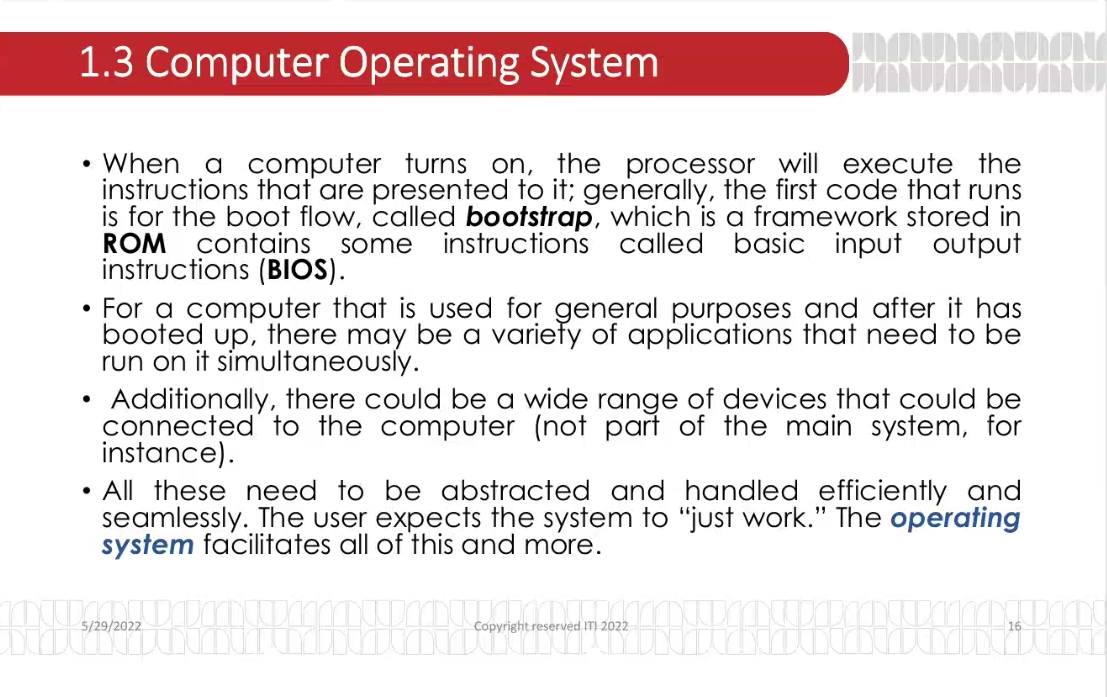 1.3 Computer Operating System
• When a computer turns on, the processor will execute the
instructions that are presented to it; generally, the first code that runs
is for the boot flow, called bootstrap, which is a framework stored in
ROM contains some instructions called basic input output
instructions (BIOS).
• For a computer that is used for general purposes and after it has
booted up, there may be a variety of applications that need to be
run on it simultaneously.
• Additionally, there could be a wide range of devices that could be
connected to the computer (not part of the main system, for
instance).
• All these need to be abstracted and handled efficiently and
seamlessly. The user expects the system to “just work.” The operating
system facilitates all of this and more.
5/29/2022 Copyright reserved ITI 2022 16